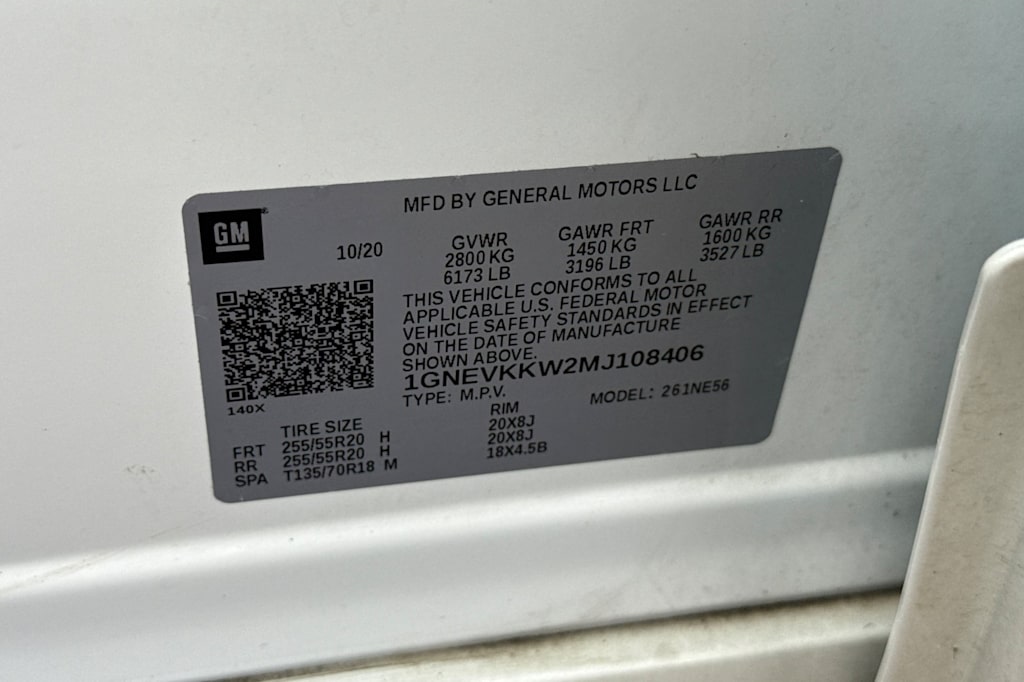 MFD BY GENERAL MOTORS LLC
GM
10/20
GVWR GAWR FRT GAWR RR
2800 KG 1450 KG 1600 KG
6173 LB 3196 LB 3527 LB
THIS VEHICLE CONFORMS TO ALL
APPLICABLE U.S. FEDERAL MOTOR
VEHICLE SAFETY STANDARDS IN EFFECT
ON THE DATE OF MANUFACTURE
SHOWN ABOVE.
1GNEVKKW2MJ108406
TYPE: M.P.V. MODEL: 261NE56
140X
TIRE SIZE RIM
FRT 255/55R20 H 20X8J
RR 255/55R20 H 20X8J
SPA T135/70R18 M 18X4.5B